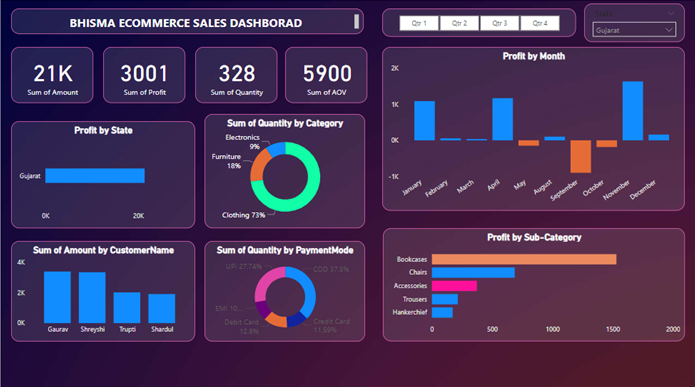 BHISMA ECOMMERCE SALES DASHBORAD
Qtr 1 Qtr 2 Qtr 3 Qtr 4
State
Gujarat
21K
Sum of Amount
3001
Sum of Profit
328
Sum of Quantity
5900
Sum of AOV
Profit by Month
2K
1K
0K
-1K
January February March April May August September October November December
Profit by State
Gujarat
0K 20K
Sum of Quantity by Category
Electronics
9%
Furniture
18%
Clothing 73%
Sum of Amount by CustomerName
4K
2K
0K
Gaurav Shreyshi Trupti Shardul
Sum of Quantity by PaymentMode
UPI 27.74%
COD 37.5%
EMI 10...
Debit Card
12.8%
Credit Card
11.59%
Profit by Sub-Category
Bookcases
Chairs
Accessories
Trousers
Hankerchief
0 500 1000 1500 2000